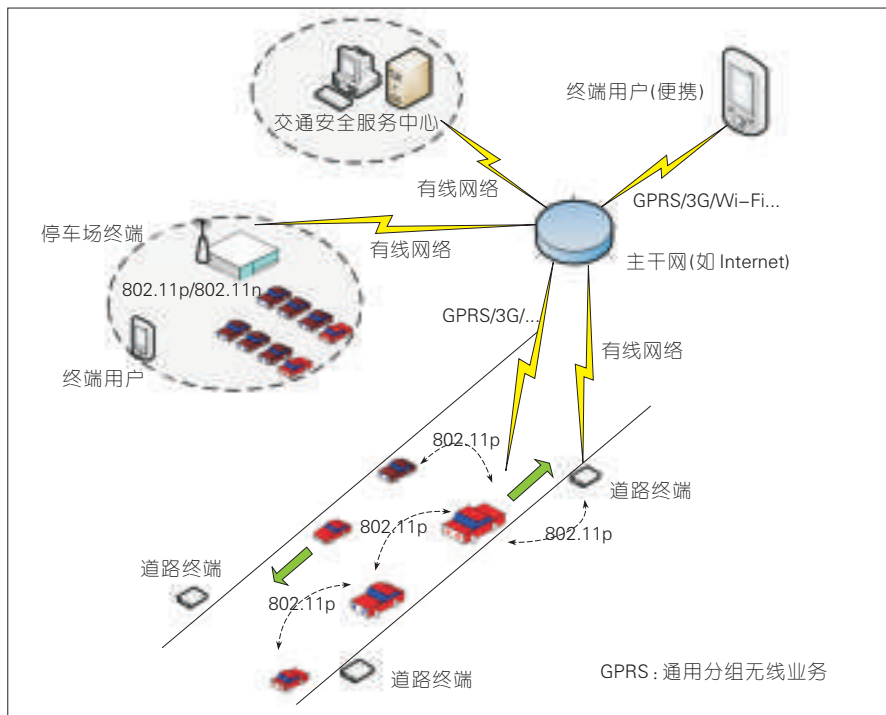 终端用户(便携)
交通安全服务中心
有线网络
GPRS/3G/Wi–Fi...
停车场终端
有线网络
主干网(如 Internet)
802.11p/802.11n
GPRS/3G/...
有线网络
终端用户
802.11p
道路终端
802.11p
802.11p
道路终端
802.11p
道路终端
GPRS:通用分组无线业务